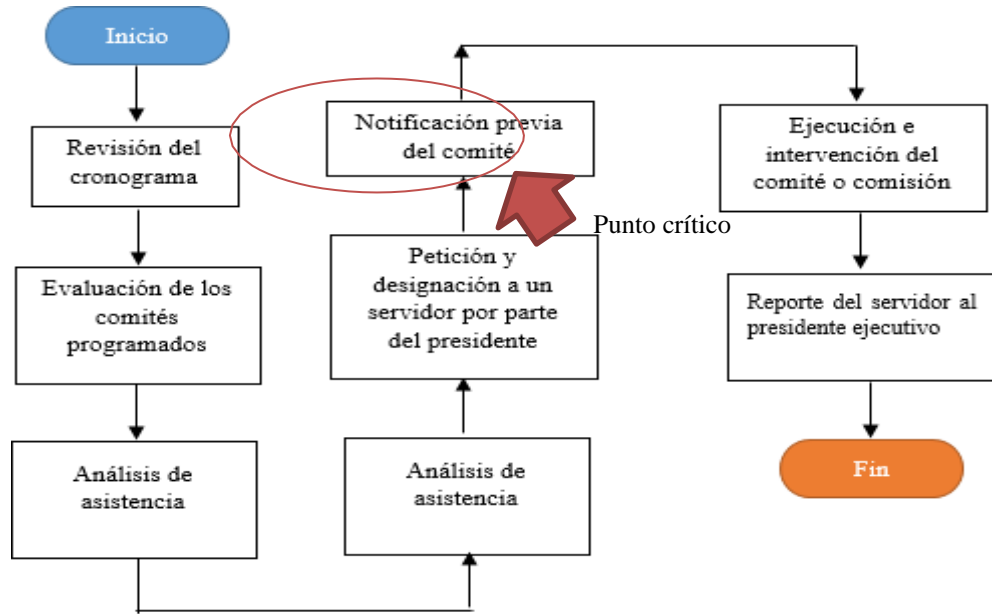 Inicio
Revisión del
cronograma
Evaluación de los
comités
programados
Análisis de
asistencia
Análisis de
asistencia
Petición y
designación a un
servidor por parte
del presidente
Notificación previa
del comité
Punto crítico
Ejecución e
intervención del
comité o comisión
Reporte del servidor al
presidente ejecutivo
Fin